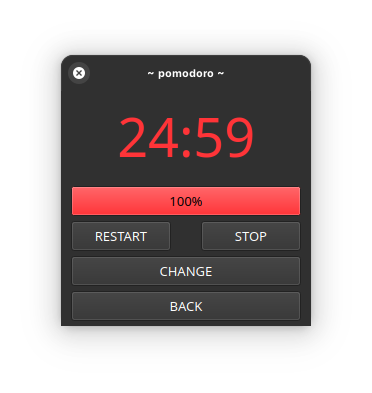 ~ pomodoro ~
24:59
100%
RESTART STOP
CHANGE
BACK